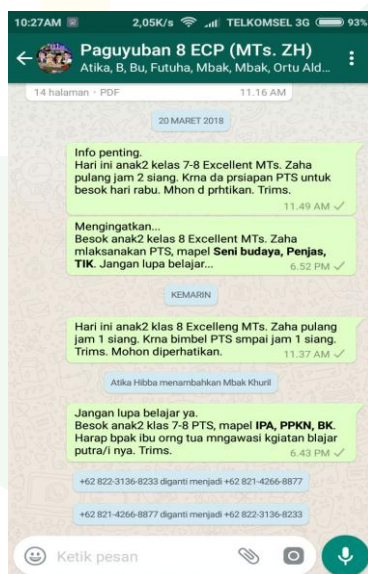 10:27AM 2,05K/s TELKOMSEL 3G 93%
Paguyuban 8 ECP (MTs. ZH)
Atika, B, Bu, Futuha, Mbak, Mbak, Ortu Ald...
14 halaman · PDF 11.16 AM
20 MARET 2018
Info penting.
Hari ini anak2 kelas 7-8 Excellent MTs. Zaha
pulang jam 2 siang. Krna da prsiapan PTS untuk
besok hari rabu. Mhon d prhtikan. Trims.
11.49 AM
Mengingatkan...
Besok anak2 kelas 8 Excellent MTs. Zaha
mlaksanakan PTS, mapel Seni budaya, Penjas,
TIK. Jangan lupa belajar...
6.52 PM
KEMARIN
Hari ini anak2 klas 8 Excelleng MTs. Zaha pulang
jam 1 siang. Krna bimbel PTS smpai jam 1 siang.
Trims. Mohon diperhatikan.
11.37 AM
Atika Hibba menambahkan Mbak Khuril
Jangan lupa belajar ya.
Besok anak2 klas 7-8 PTS, mapel IPA, PPKN, BK.
Harap bpak ibu orng tua mngawasi kgiatan blajar
putra/i nya. Trims.
6.43 PM
+62 822-3136-8233 diganti menjadi +62 821-4266-8877
+62 821-4266-8877 diganti menjadi +62 822-3136-8233
Ketik pesan